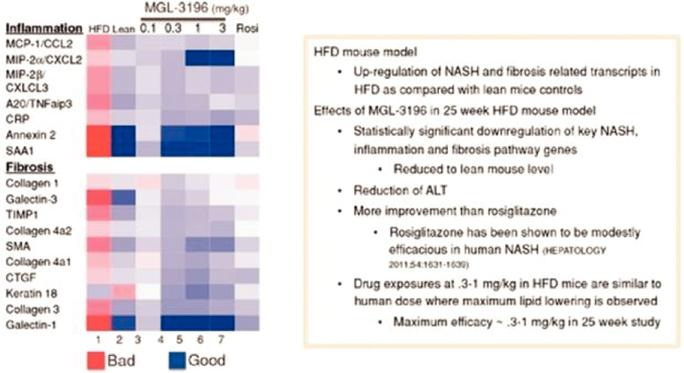 MGL-3196 (mg/kg)
Inflammation HFD Lean 0.1 0.3 1 3 Rosi
MCP-1/CCL2
MIP-2α/CXCL2
MIP-2β/
CXLCL3
A20/TNFaip3
CRP
Annexin 2
SAA1
Fibrosis
Collagen 1
Galectin-3
TIMP1
Collagen 4a2
SMA
Collagen 4a1
CTGF
Keratin 18
Collagen 3
Galectin-1
1 2 3 4 5 6 7
Bad Good
HFD mouse model
• Up-regulation of NASH and fibrosis related transcripts in
HFD as compared with lean mice controls
Effects of MGL-3196 in 25 week HFD mouse model
• Statistically significant downregulation of key NASH,
inflammation and fibrosis pathway genes
• Reduced to lean mouse level
• Reduction of ALT
• More improvement than rosiglitazone
• Rosiglitazone has been shown to be modestly
efficacious in human NASH (HEPATOLOGY
2011;54:1631-1639)
• Drug exposures at .3-1 mg/kg in HFD mice are similar to
human dose where maximum lipid lowering is observed
• Maximum efficacy ~ .3-1 mg/kg in 25 week study